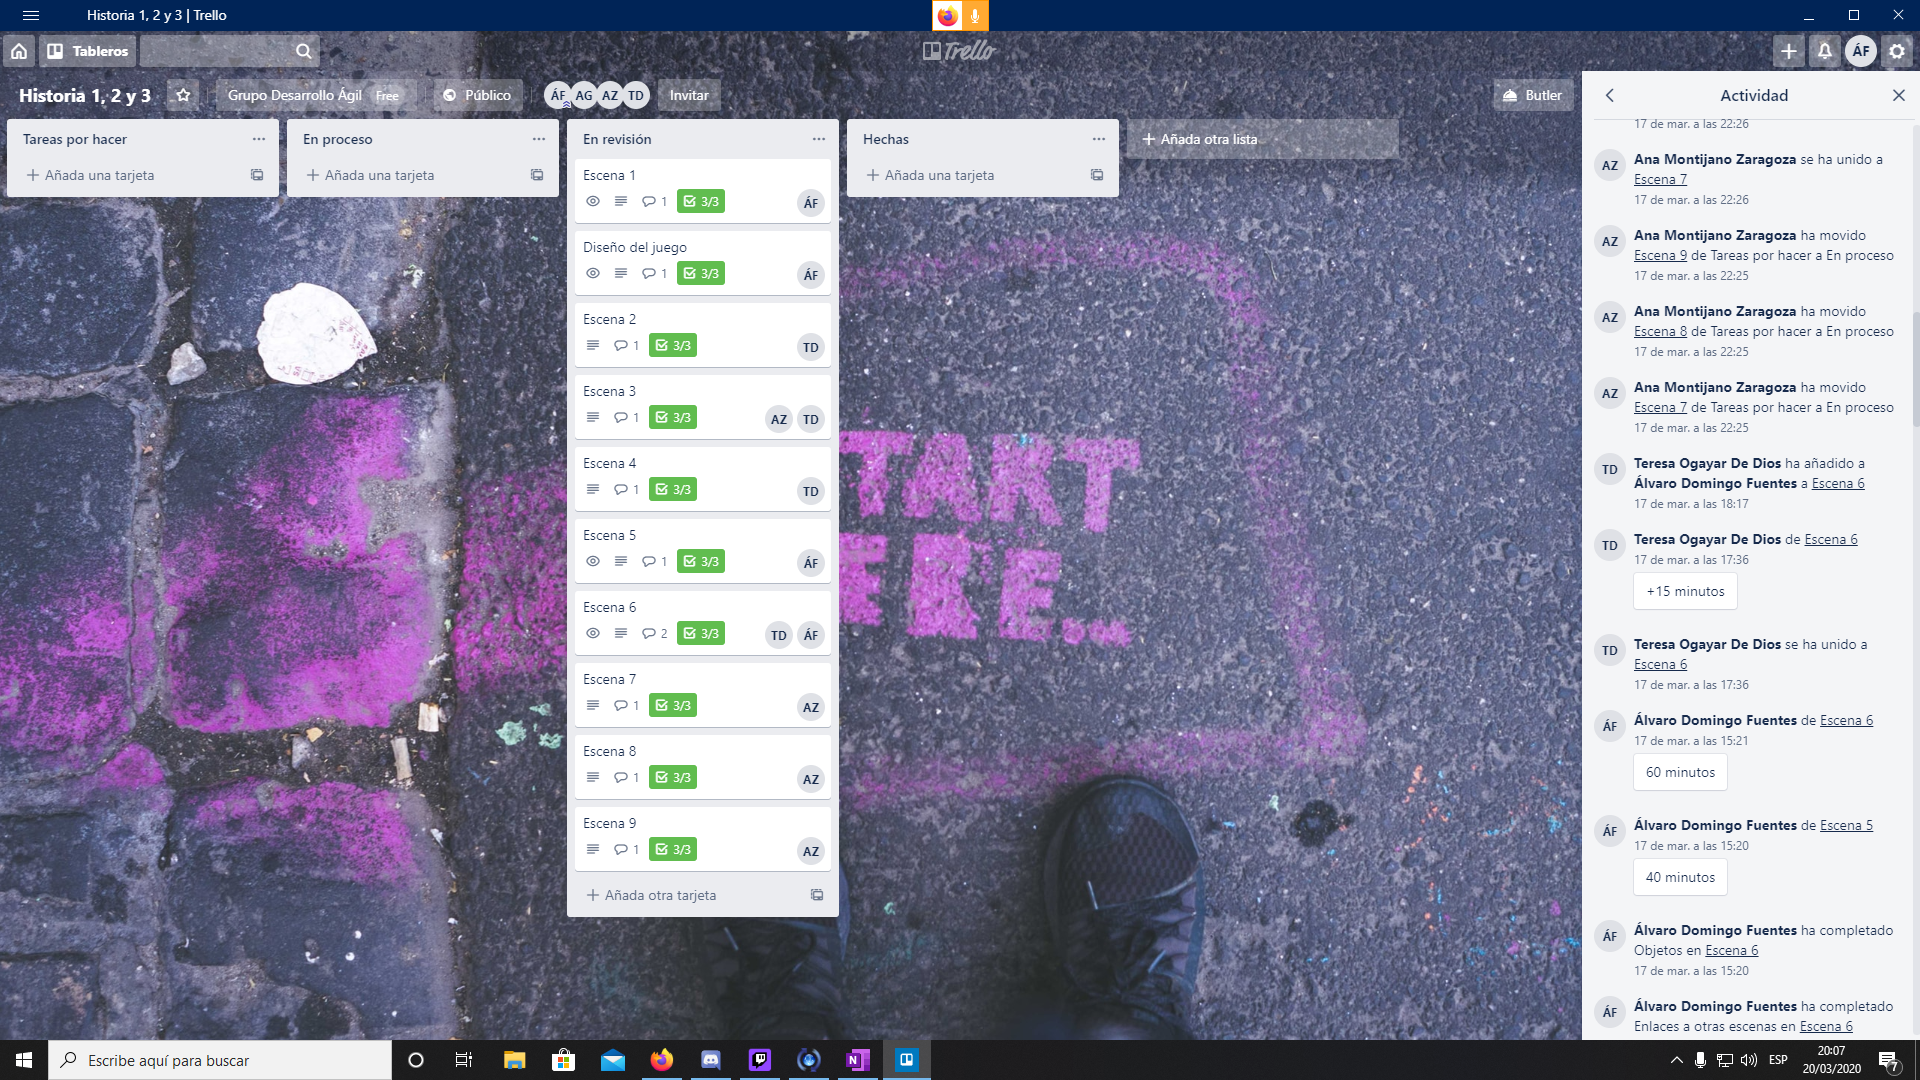 Historia 1, 2 y 3 | Trello
Tableros
Trello
ÁF
Historia 1, 2 y 3
Grupo Desarrollo Ágil Free
Público
ÁF AG AZ TD
Invitar
Butler
Tareas por hacer
Añada una tarjeta
En proceso
Añada una tarjeta
En revisión
Escena 1
1 3/3 ÁF
Diseño del juego
1 3/3 ÁF
Escena 2
1 3/3 TD
Escena 3
1 3/3 AZ TD
Escena 4
1 3/3 TD
Escena 5
1 3/3 ÁF
Escena 6
2 3/3 TD ÁF
Escena 7
1 3/3 AZ
Escena 8
1 3/3 AZ
Escena 9
1 3/3 AZ
Añada otra tarjeta
Hechas
Añada una tarjeta
Añada otra lista
Actividad
17 de mar. a las 22:26
AZ
Ana Montijano Zaragoza se ha unido a
Escena 7
17 de mar. a las 22:26
AZ
Ana Montijano Zaragoza ha movido
Escena 9 de Tareas por hacer a En proceso
17 de mar. a las 22:25
AZ
Ana Montijano Zaragoza ha movido
Escena 8 de Tareas por hacer a En proceso
17 de mar. a las 22:25
AZ
Ana Montijano Zaragoza ha movido
Escena 7 de Tareas por hacer a En proceso
17 de mar. a las 22:25
TD
Teresa Ogayar De Dios ha añadido a
Álvaro Domingo Fuentes a Escena 6
17 de mar. a las 18:17
TD
Teresa Ogayar De Dios de Escena 6
17 de mar. a las 17:36
+15 minutos
TD
Teresa Ogayar De Dios se ha unido a
Escena 6
17 de mar. a las 17:36
ÁF
Álvaro Domingo Fuentes de Escena 6
17 de mar. a las 15:21
60 minutos
ÁF
Álvaro Domingo Fuentes de Escena 5
17 de mar. a las 15:20
40 minutos
ÁF
Álvaro Domingo Fuentes ha completado
Objetos en Escena 6
17 de mar. a las 15:20
ÁF
Álvaro Domingo Fuentes ha completado
Enlaces a otras escenas en Escena 6
Escribe aquí para buscar
N
ESP
20:07
20/03/2020
7